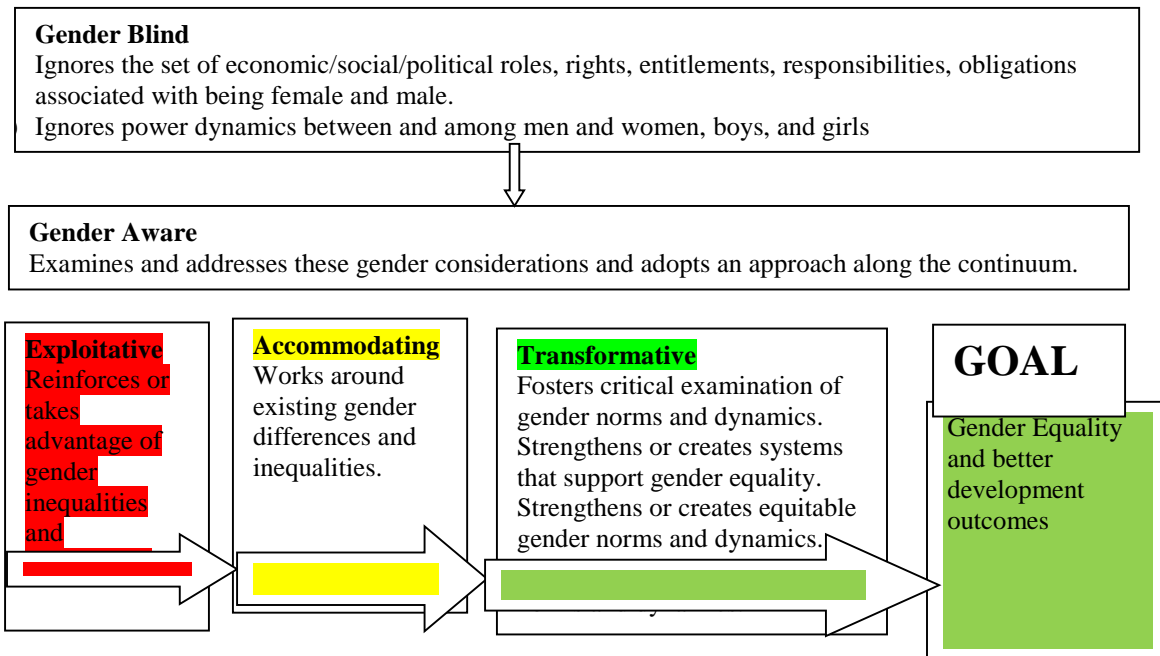 Gender Blind
Ignores the set of economic/social/political roles, rights, entitlements, responsibilities, obligations
associated with being female and male.
Ignores power dynamics between and among men and women, boys, and girls
Gender Aware
Examines and addresses these gender considerations and adopts an approach along the continuum.
Exploitative
Reinforces or
takes
advantage of
gender
inequalities
and
Accommodating
Works around
existing gender
differences and
inequalities.
Transformative
Fosters critical examination of
gender norms and dynamics.
Strengthens or creates systems
that support gender equality.
Strengthens or creates equitable
gender norms and dynamics.
GOAL
Gender Equality
and better
development
outcomes